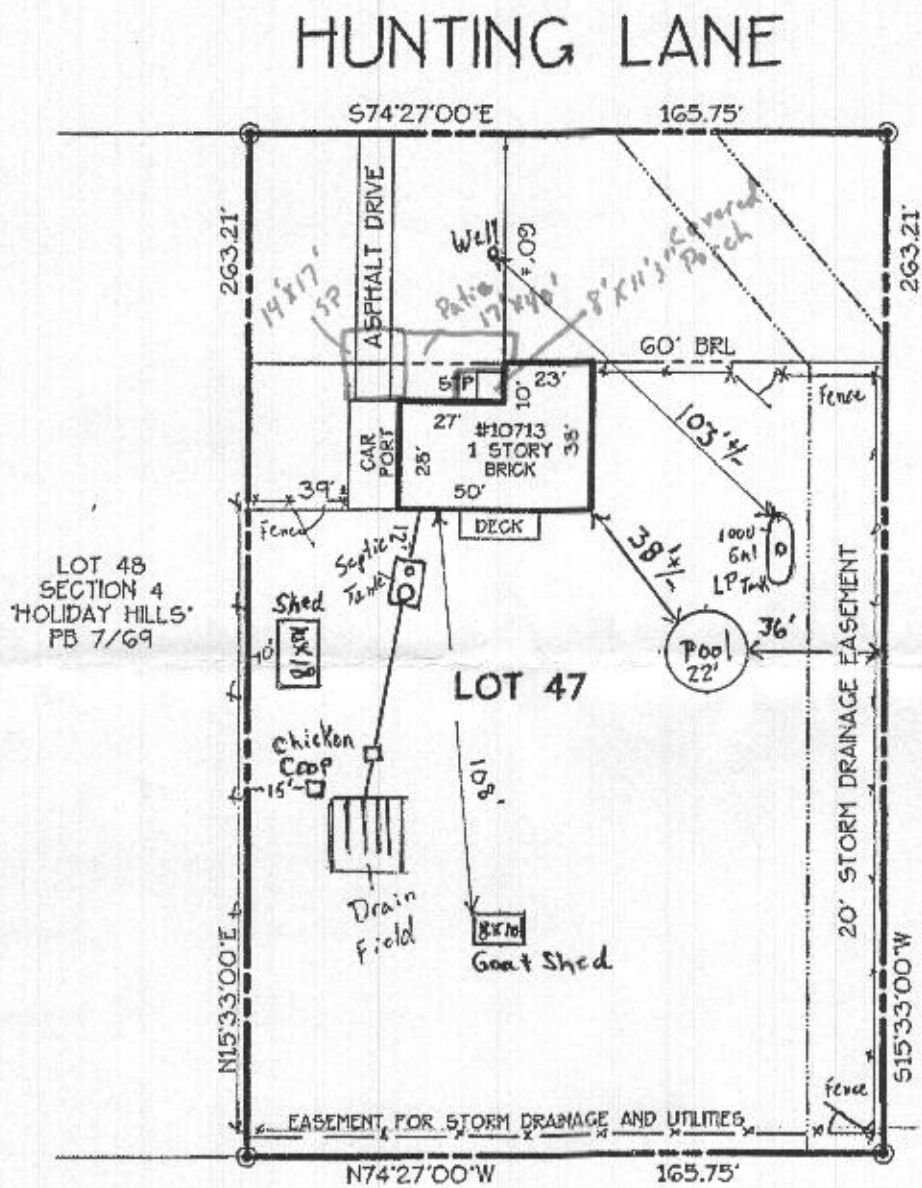 HUNTING LANE
S74°27'00"E 165.75'
263.21'
263.21'
ASPHALT DRIVE
Well
60'±
14'X17'
SP
Patio
17'X40'
8'X11'3" Covered
Porch
60' BRL
Fence
STP
10'
23'
27'
#10713
1 STORY
BRICK
CAR
PORT
28'
38'
50'
39'±
Fence
DECK
103'+/-
1000
Gal
LP Tank
12'
Septic
Tank
38'+/-
LOT 48
SECTION 4
"HOLIDAY HILLS"
PB 7/69
Shed
10X18
10'
Pool
22'
36'
LOT 47
20' STORM DRAINAGE EASEMENT
Chicken
Coop
15'
108'
Drain
Field
8X10
Goat Shed
N15°33'00"E
S15°33'00"W
Fence
EASEMENT FOR STORM DRAINAGE AND UTILITIES
N74°27'00"W 165.75'